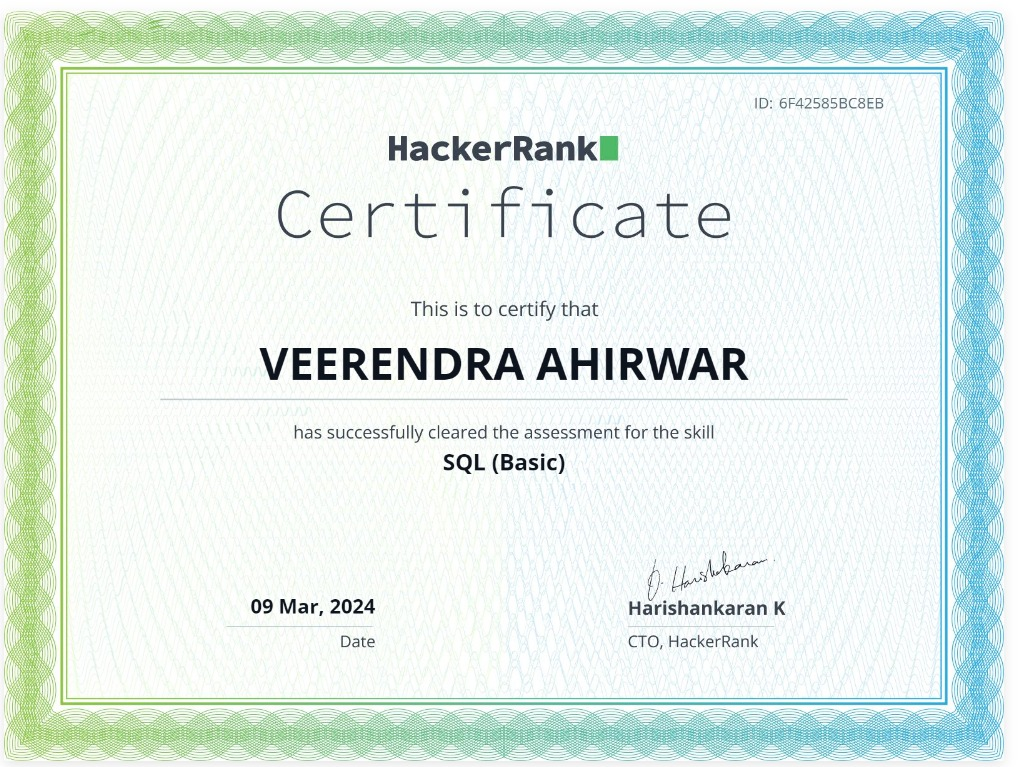 ID: 6F42585BC8EB
HackerRank
Certificate
This is to certify that
VEERENDRA AHIRWAR
has successfully cleared the assessment for the skill
SQL (Basic)
09 Mar, 2024
Date
O. Harishankaran
Harishankaran K
CTO, HackerRank